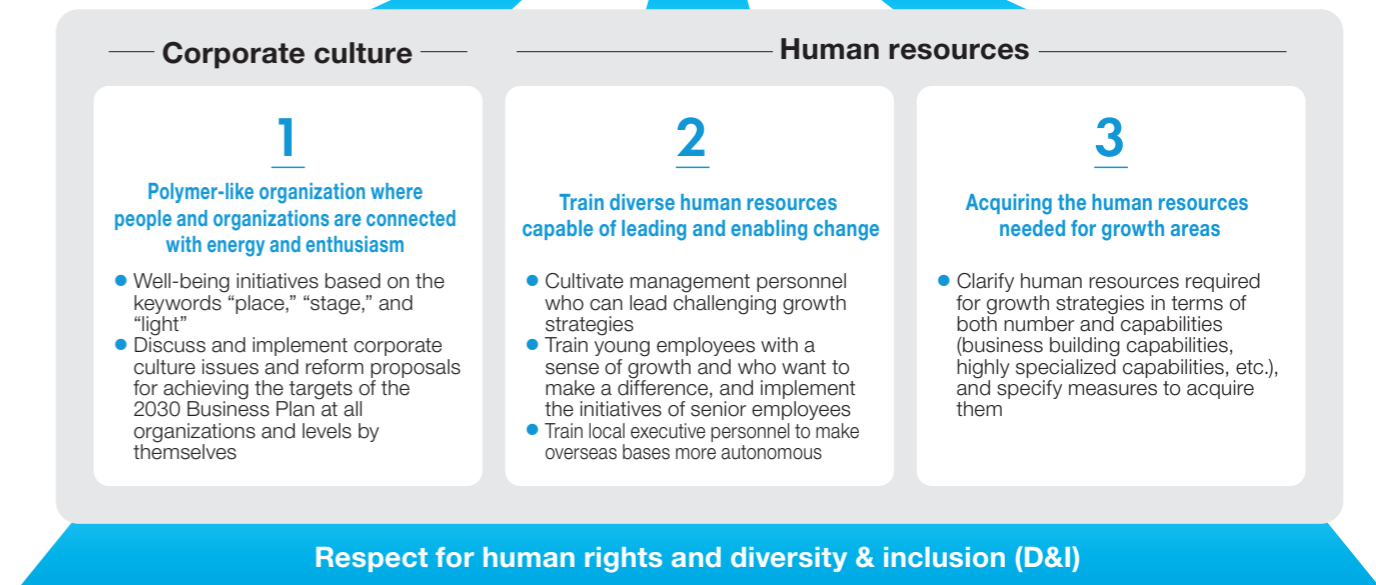 Corporate culture
Human resources
1
Polymer-like organization where
people and organizations are connected
with energy and enthusiasm
● Well-being initiatives based on the
keywords “place,” “stage,” and
“light”
● Discuss and implement corporate
culture issues and reform proposals
for achieving the targets of the
2030 Business Plan at all
organizations and levels by
themselves
2
Train diverse human resources
capable of leading and enabling change
● Cultivate management personnel
who can lead challenging growth
strategies
● Train young employees with a
sense of growth and who want to
make a difference, and implement
the initiatives of senior employees
● Train local executive personnel to make
overseas bases more autonomous
3
Acquiring the human resources
needed for growth areas
● Clarify human resources required
for growth strategies in terms of
both number and capabilities
(business building capabilities,
highly specialized capabilities, etc.),
and specify measures to acquire
them
Respect for human rights and diversity & inclusion (D&I)